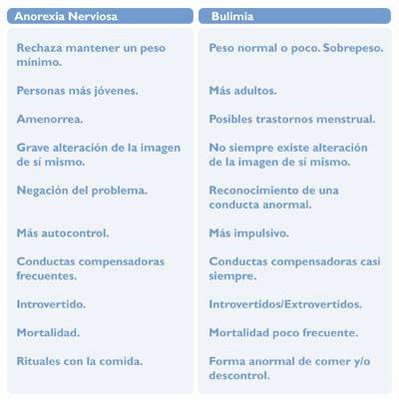 Anorexia Nerviosa
Bulimia
Rechaza mantener un peso
mínimo.
Peso normal o poco. Sobrepeso.
Personas más jóvenes.
Más adultos.
Amenorrea.
Posibles trastornos menstrual.
Grave alteración de la imagen
de sí mismo.
No siempre existe alteración
de la imagen de sí mismo.
Negación del problema.
Reconocimiento de una
conducta anormal.
Más autocontrol.
Más impulsivo.
Conductas compensadoras
frecuentes.
Conductas compensadoras casi
siempre.
Introvertido.
Introvertidos/Extrovertidos.
Mortalidad.
Mortalidad poco frecuente.
Rituales con la comida.
Forma anormal de comer y/o
descontrol.